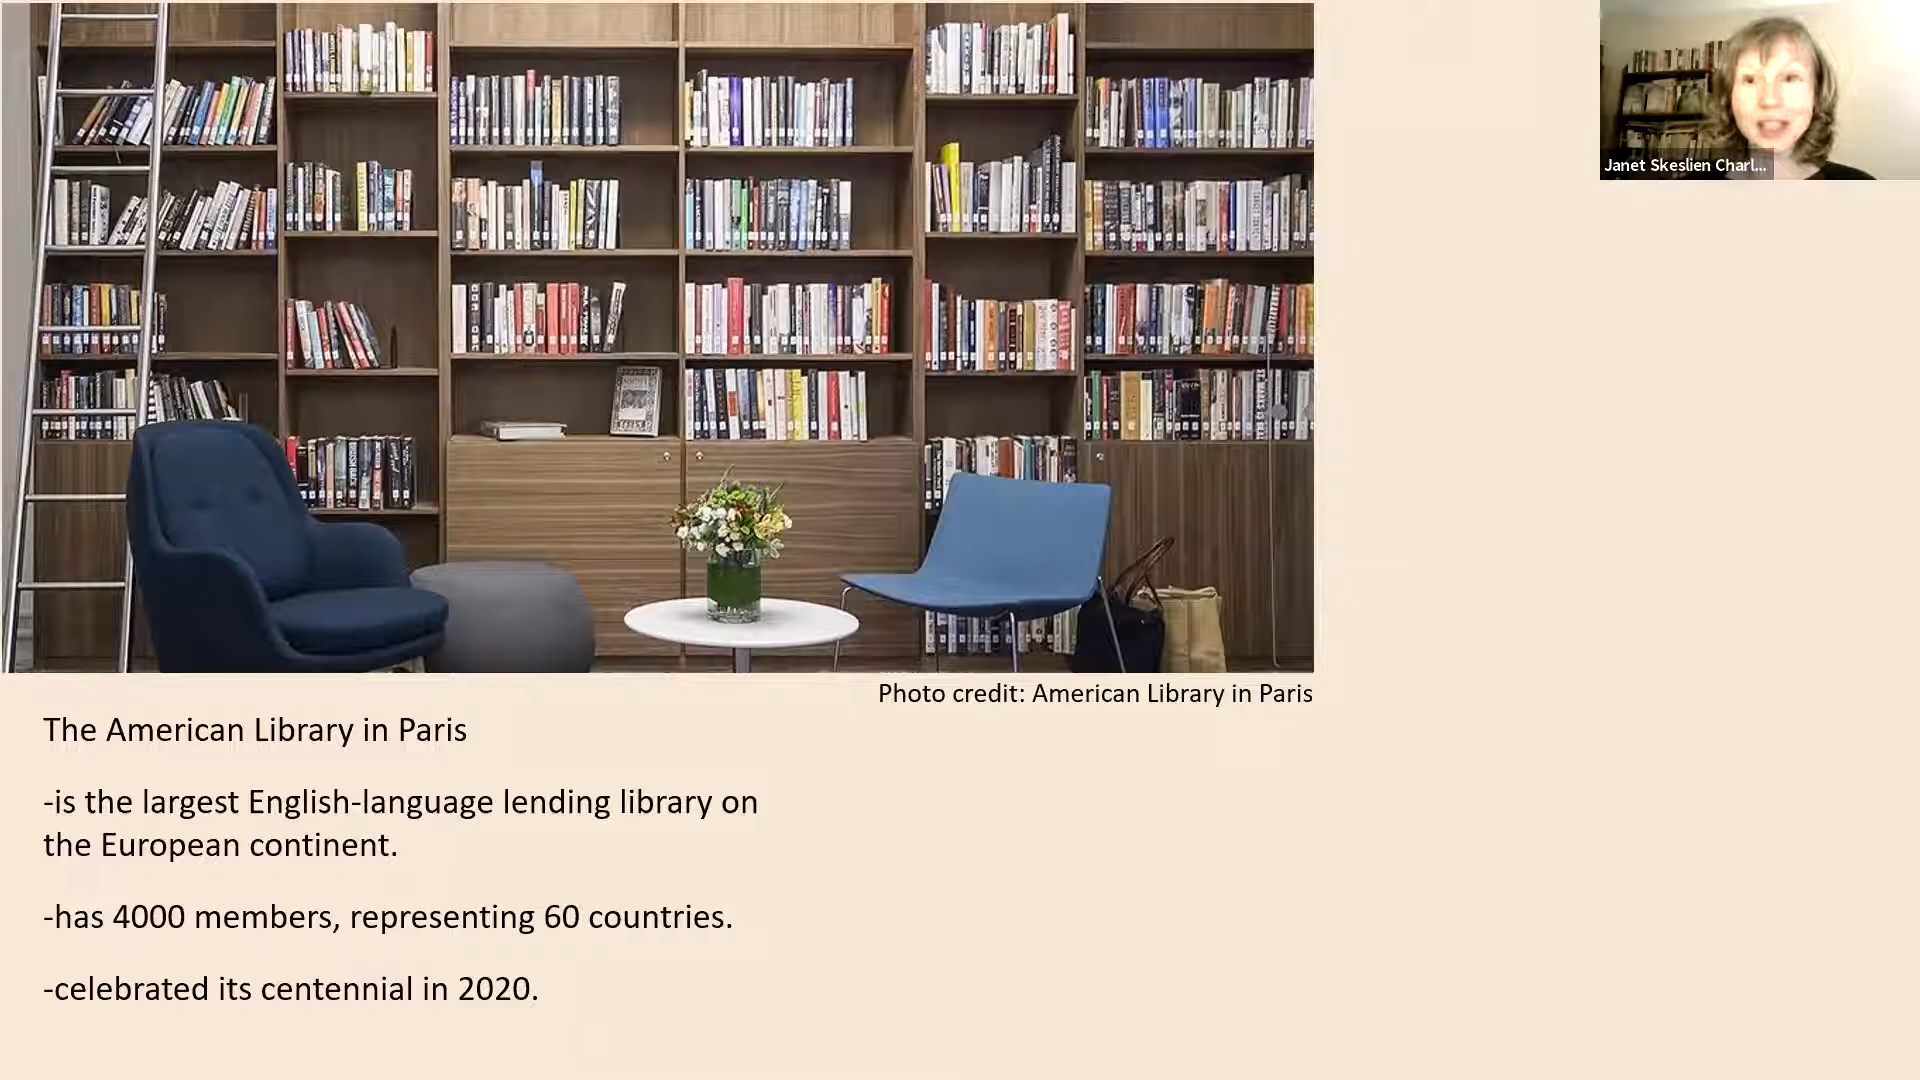 Janet Skeslien Charl...
Photo credit: American Library in Paris
The American Library in Paris
-is the largest English-language lending library on
the European continent.
-has 4000 members, representing 60 countries.
-celebrated its centennial in 2020.